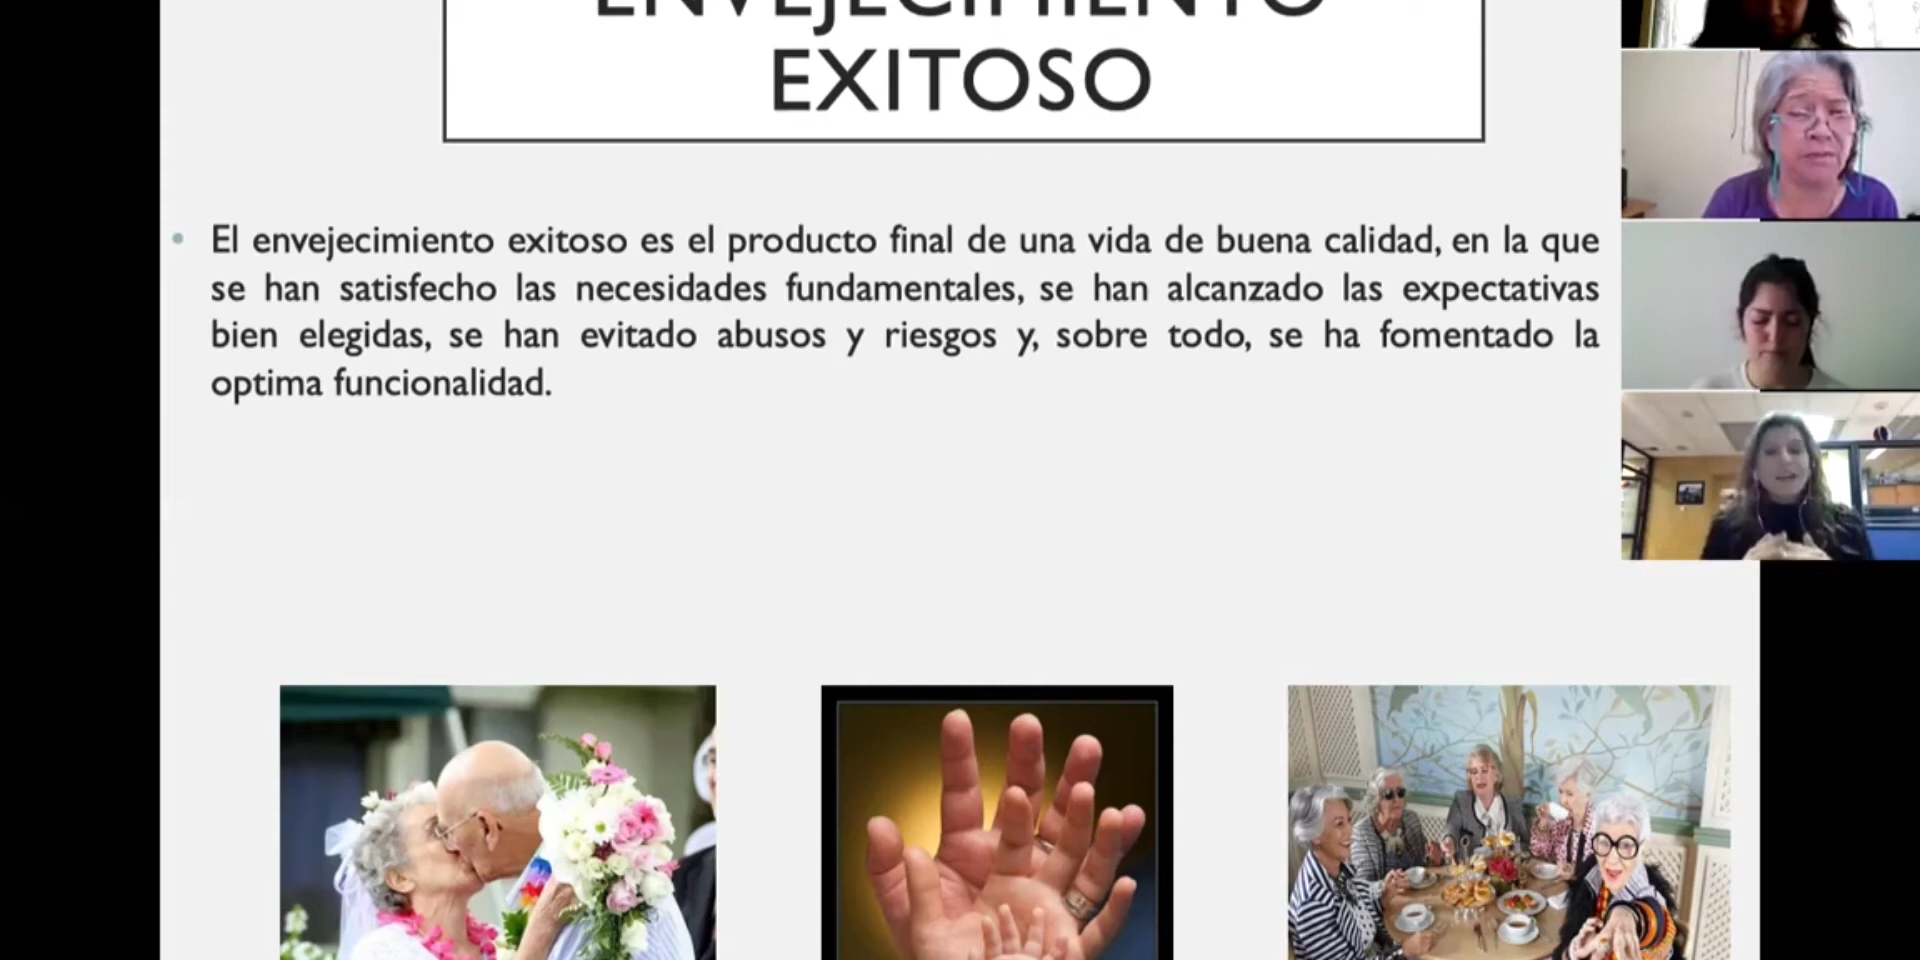 ENVEJECIMIENTO
EXITOSO
El envejecimiento exitoso es el producto final de una vida de buena calidad, en la que
se han satisfecho las necesidades fundamentales, se han alcanzado las expectativas
bien elegidas, se han evitado abusos y riesgos y, sobre todo, se ha fomentado la
optima funcionalidad.